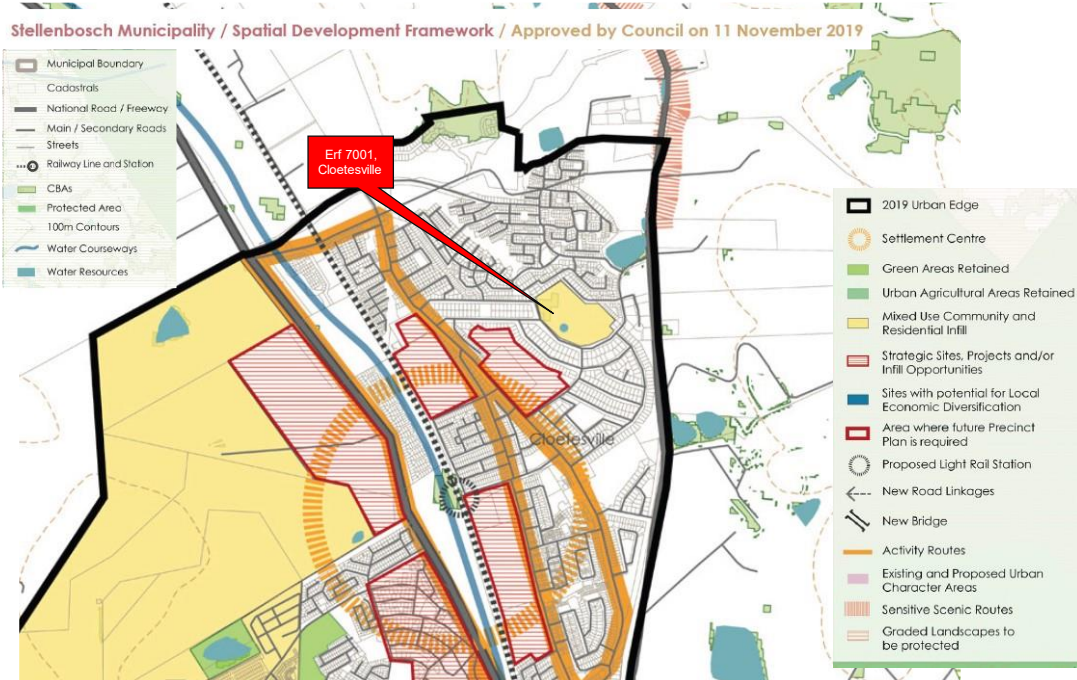 Stellenbosch Municipality / Spatial Development Framework / Approved by Council on 11 November 2019
Municipal Boundary
Cadastrals
National Road / Freeway
Main / Secondary Roads
Streets
Railway Line and Station
CBAs
Protected Area
100m Contours
Water Courseways
Water Resources
Erf 7001,
Cloetesville
Cloetesville
2019 Urban Edge
Settlement Centre
Green Areas Retained
Urban Agricultural Areas Retained
Mixed Use Community and
Residential Infill
Strategic Sites, Projects and/or
Infill Opportunities
Sites with potential for Local
Economic Diversification
Area where future Precinct
Plan is required
Proposed Light Rail Station
New Road Linkages
New Bridge
Activity Routes
Existing and Proposed Urban
Character Areas
Sensitive Scenic Routes
Graded Landscapes to
be protected